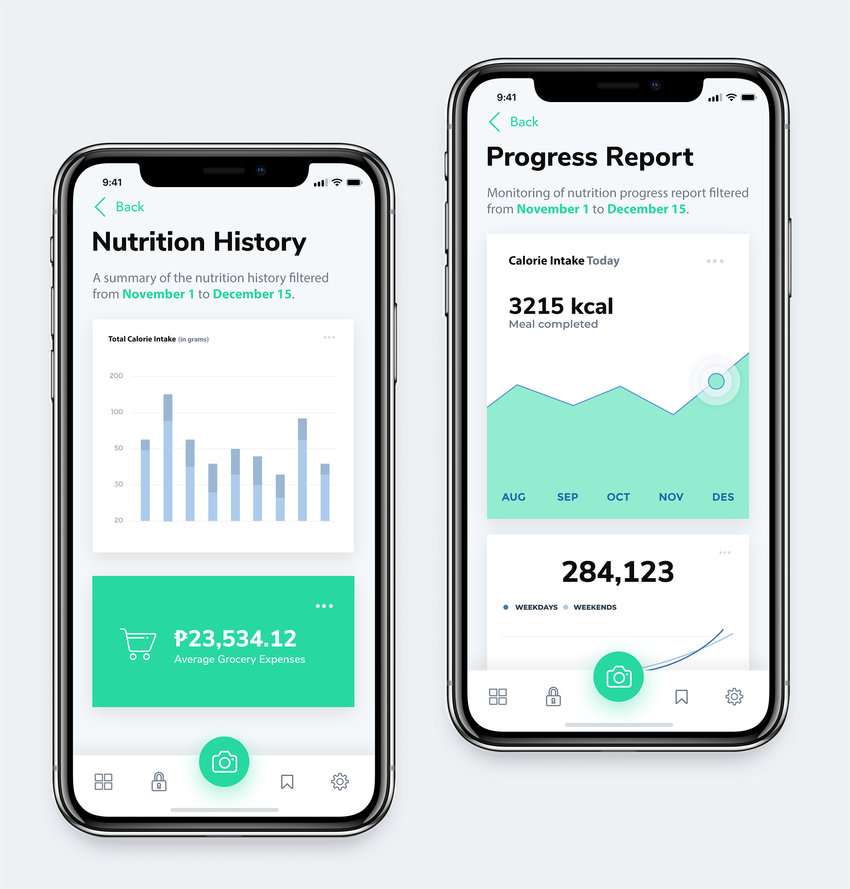 9:41
Back
Nutrition History
A summary of the nutrition history filtered
from November 1 to December 15.
Total Calorie Intake (in grams)
200
100
50
30
20
₱23,534.12
Average Grocery Expenses
9:41
Back
Progress Report
Monitoring of nutrition progress report filtered
from November 1 to December 15.
Calorie Intake Today
3215 kcal
Meal completed
AUG SEP OCT NOV DES
284,123
WEEKDAYS WEEKENDS